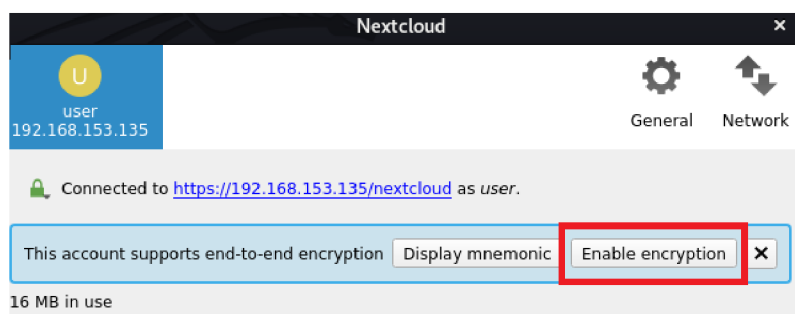 Nextcloud ×
U
user
192.168.153.135
General Network
Connected to https://192.168.153.135/nextcloud as user.
This account supports end-to-end encryption Display mnemonic Enable encryption ×
16 MB in use